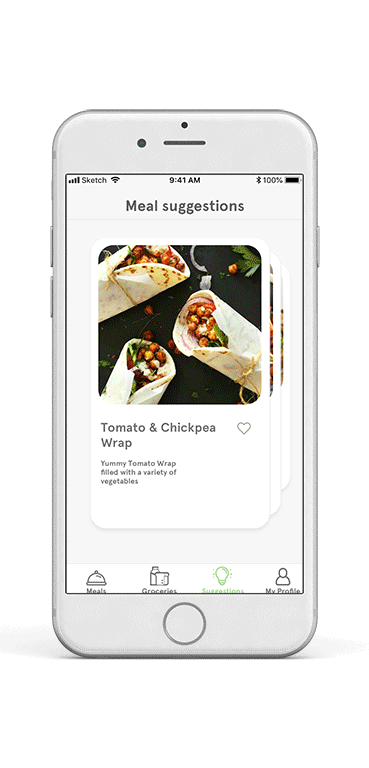 Sketch 9:41 AM 100%
Meal suggestions
Tomato & Chickpea
Wrap
Yummy Tomato Wrap
filled with a variety of
vegetables
Meals Groceries Suggestions My Profile